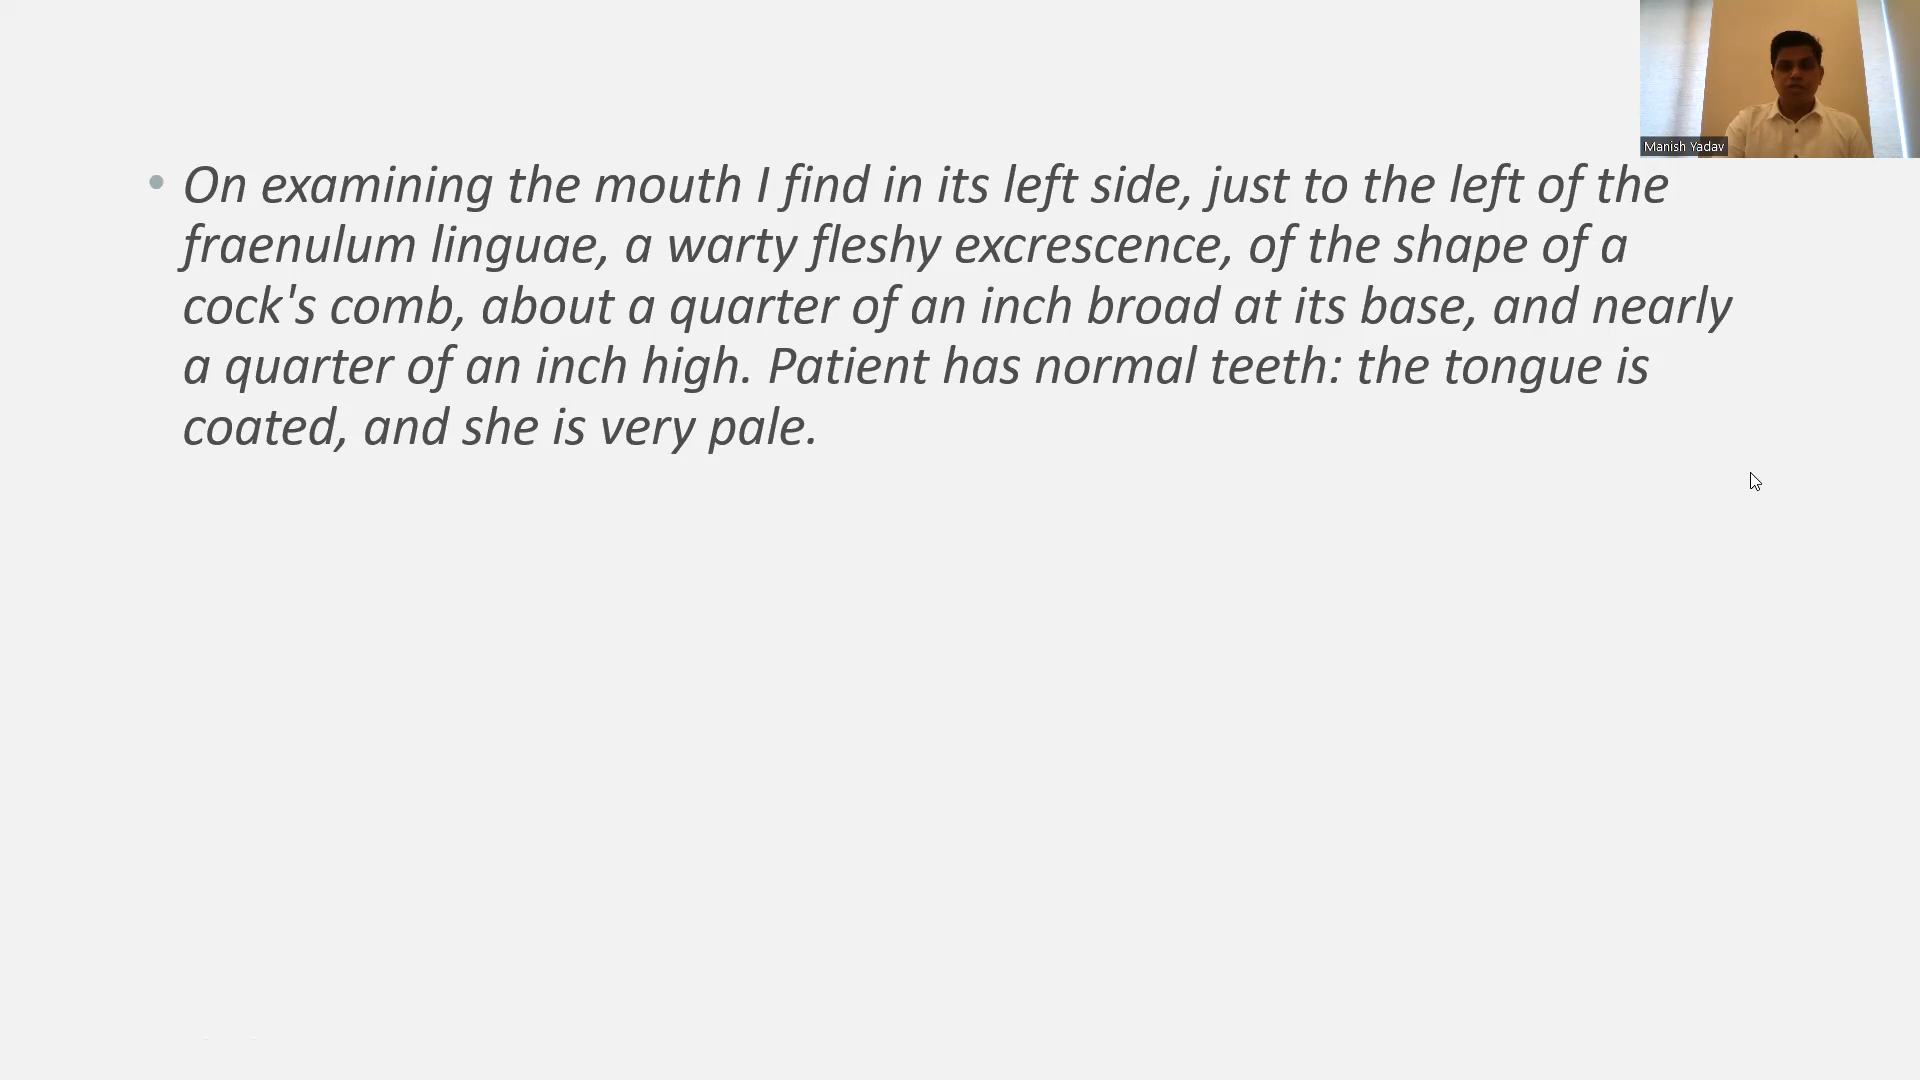 Manish Yadav
• On examining the mouth I find in its left side, just to the left of the
fraenulum linguae, a warty fleshy excrescence, of the shape of a
cock's comb, about a quarter of an inch broad at its base, and nearly
a quarter of an inch high. Patient has normal teeth: the tongue is
coated, and she is very pale.